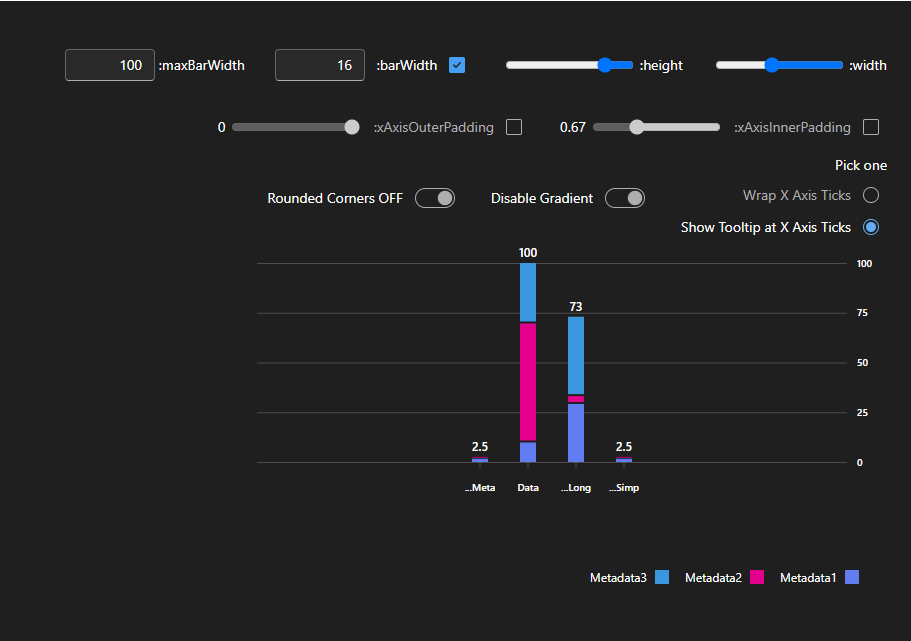 100 :maxBarWidth 16 :barWidth :height :width
0 :xAxisOuterPadding 0.67 :xAxisInnerPadding
Pick one
Rounded Corners OFF Disable Gradient Wrap X Axis Ticks
Show Tooltip at X Axis Ticks
100
100
73
75
50
25
2.5 2.5
0
...Meta Data ...Long ...Simp
Metadata3 Metadata2 Metadata1